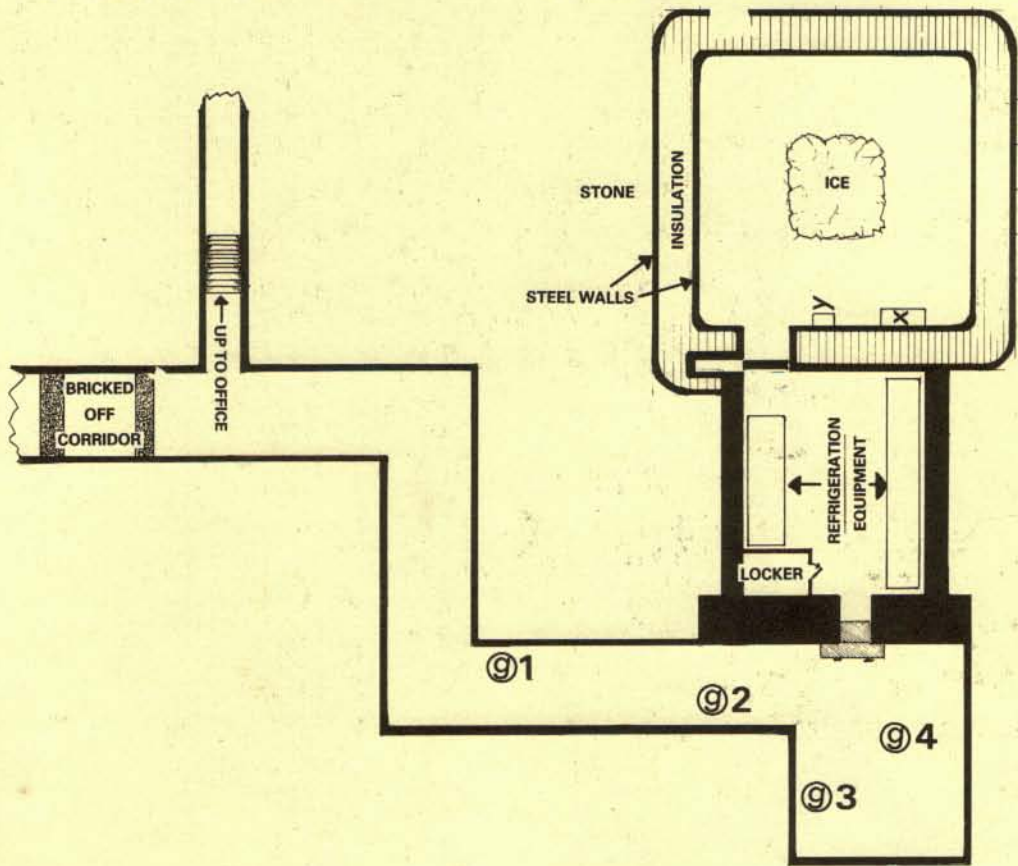 STONE
INSULATION
ICE
STEEL WALLS
y
x
UP TO OFFICE
BRICKED
OFF
CORRIDOR
REFRIGERATION
EQUIPMENT
LOCKER
g1
g2
g4
g3